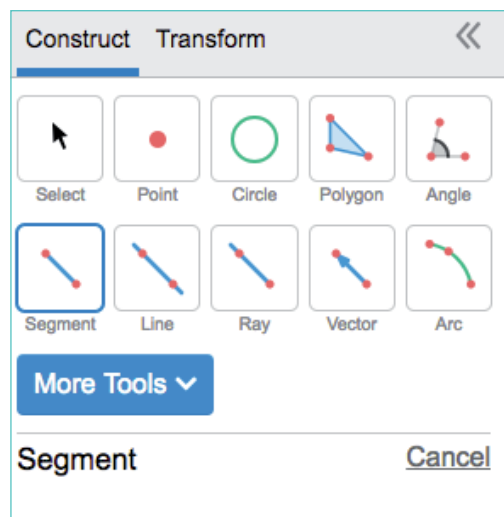 Construct Transform
Select Point Circle Polygon Angle
Segment Line Ray Vector Arc
More Tools
Segment Cancel